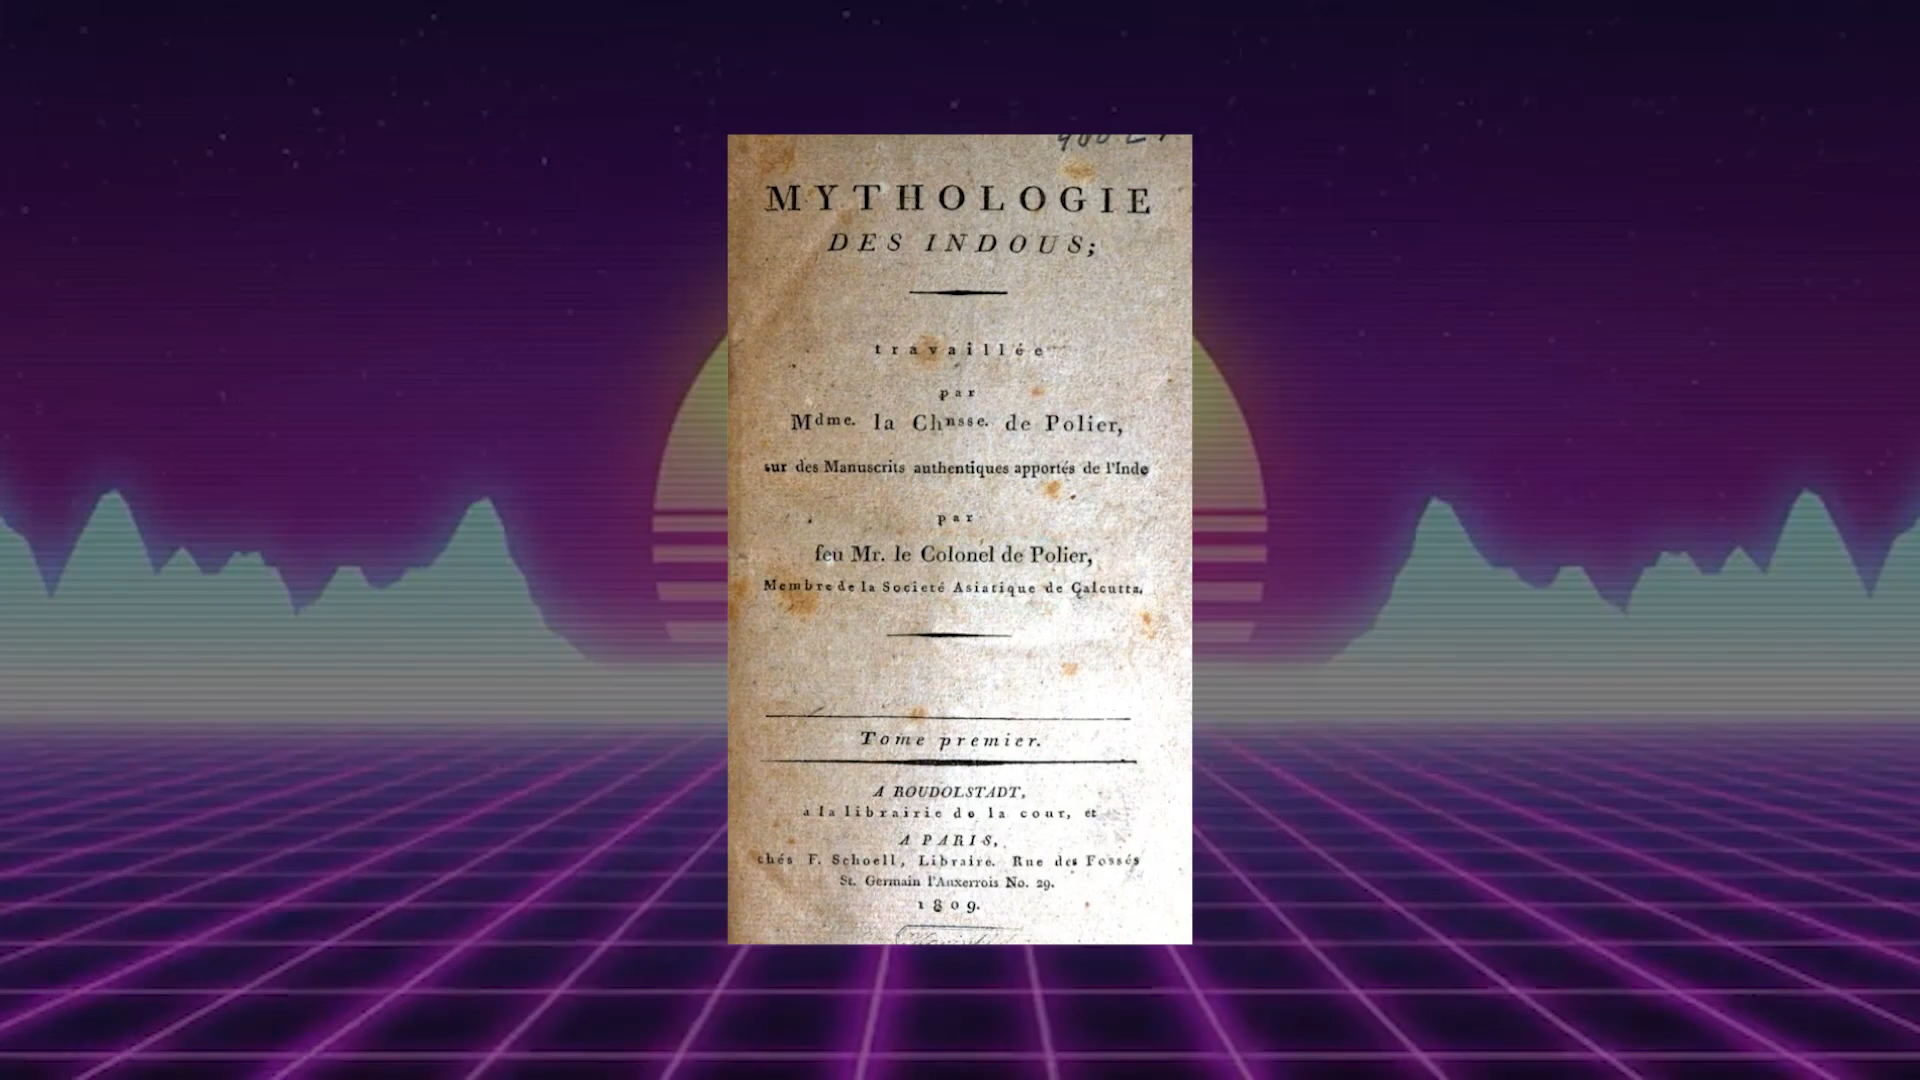 MYTHOLOGIE
DES INDOUS;
travaillée
par
Mdme. la Chnsse. de Polier,
sur des Manuscrits authentiques apportés de l'Inde
par
feu Mr. le Colonel de Polier,
Membre de la Societé Asiatique de Calcutta.
Tome premier.
A ROUDOLSTADT,
a la librairie de la cour, et
A PARIS,
chés F. Schoell, Libraire. Rue des Fossés
St. Germain l'Auxerrois No. 29.
1809.